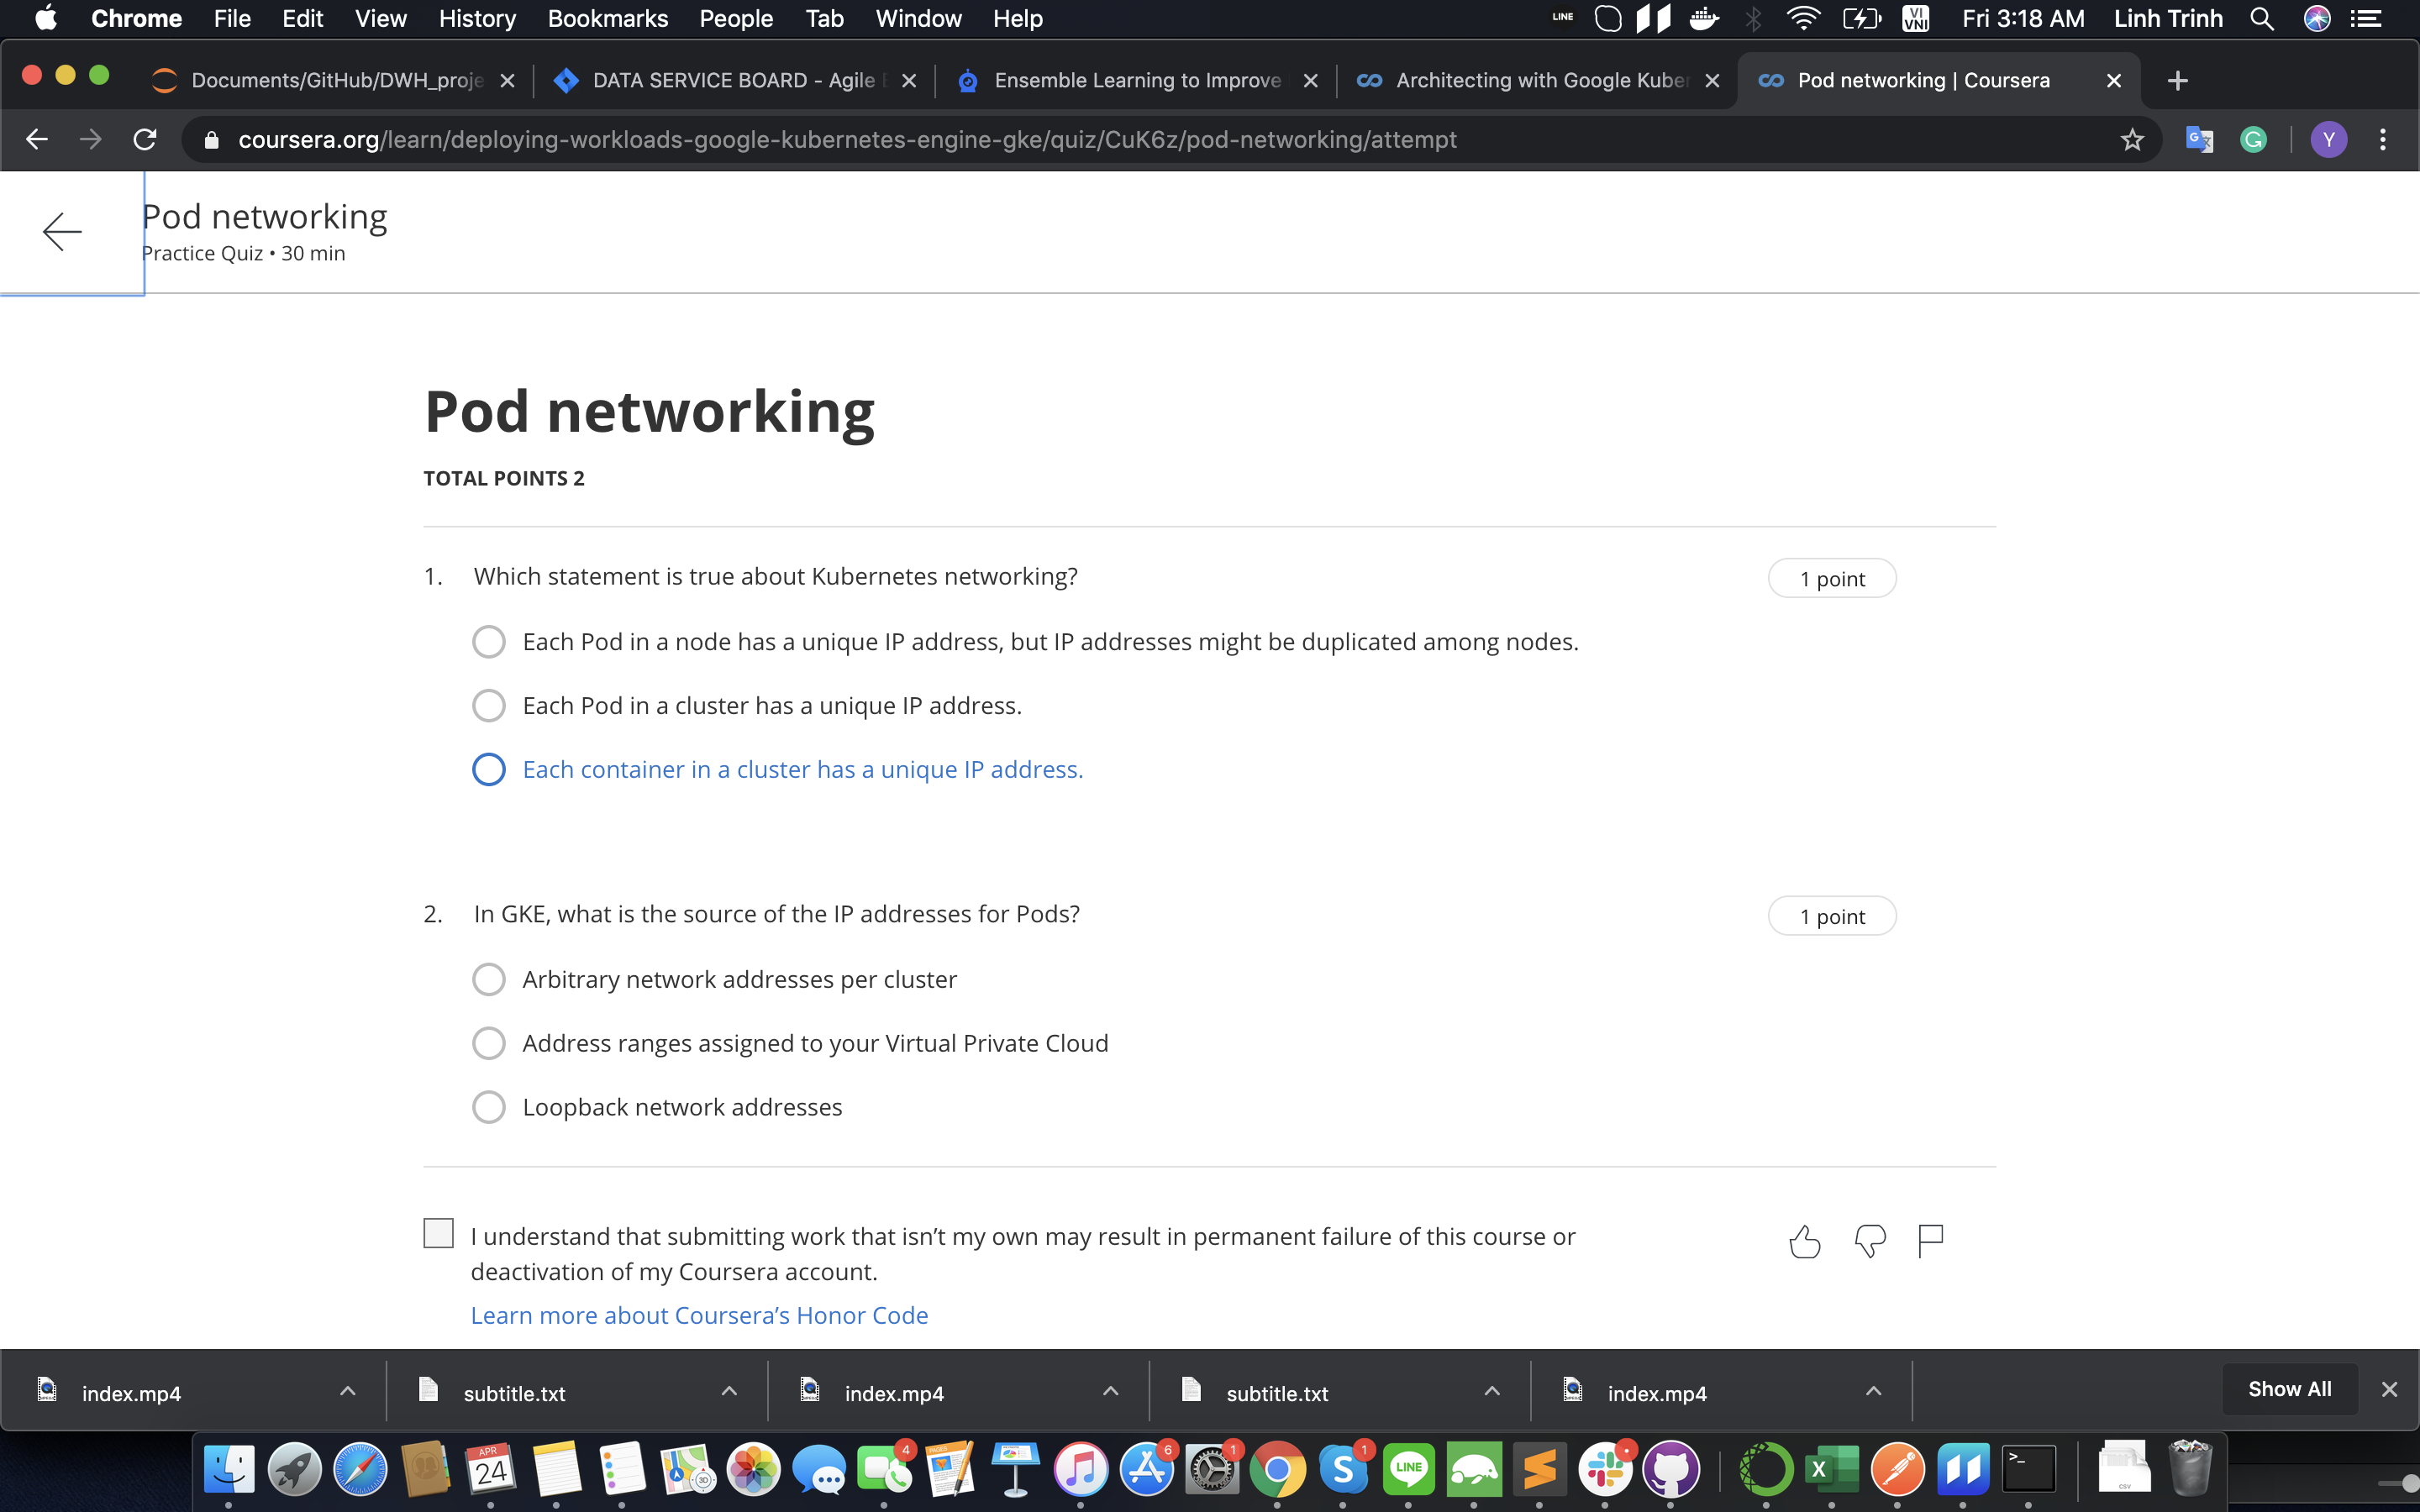 Chrome File Edit View History Bookmarks People Tab Window Help LINE VI VNI Fri 3:18 AM Linh Trinh
Documents/GitHub/DWH_proje DATA SERVICE BOARD - Agile Ensemble Learning to Improve Architecting with Google Kuber Pod networking | Coursera
coursera.org/learn/deploying-workloads-google-kubernetes-engine-gke/quiz/CuK6z/pod-networking/attempt Y
Pod networking
Practice Quiz • 30 min
Pod networking
TOTAL POINTS 2
1. Which statement is true about Kubernetes networking? 1 point
Each Pod in a node has a unique IP address, but IP addresses might be duplicated among nodes.
Each Pod in a cluster has a unique IP address.
Each container in a cluster has a unique IP address.
2. In GKE, what is the source of the IP addresses for Pods? 1 point
Arbitrary network addresses per cluster
Address ranges assigned to your Virtual Private Cloud
Loopback network addresses
I understand that submitting work that isn’t my own may result in permanent failure of this course or
deactivation of my Coursera account.
Learn more about Coursera’s Honor Code
index.mp4 subtitle.txt index.mp4 subtitle.txt index.mp4 Show All
APR 24 3D 4 PAGES 6 1 S 1 LINE X >_ CSV